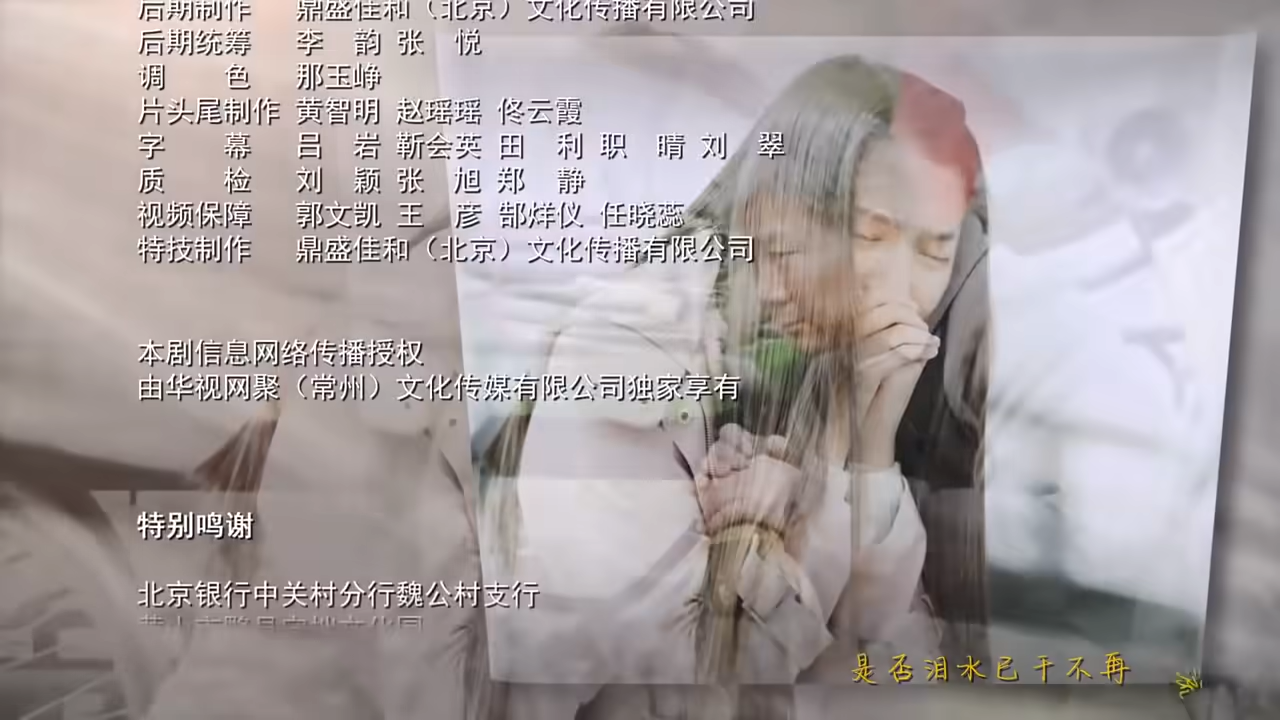 后期制作 鼎盛佳和（北京）文化传播有限公司
后期统筹 李 韵 张 悦
调 色 那玉峥
片头尾制作 黄智明 赵瑶瑶 佟云霞
字 幕 吕 岩 靳会英 田 利 职 晴 刘 翠
质 检 刘 颖 张 旭 郑 静
视频保障 郭文凯 王 彦 郜烊仪 任晓蕊
特技制作 鼎盛佳和（北京）文化传播有限公司
本剧信息网络传播授权
由华视网聚（常州）文化传媒有限公司独家享有
特别鸣谢
北京银行中关村分行魏公村支行
是否泪水已干不再